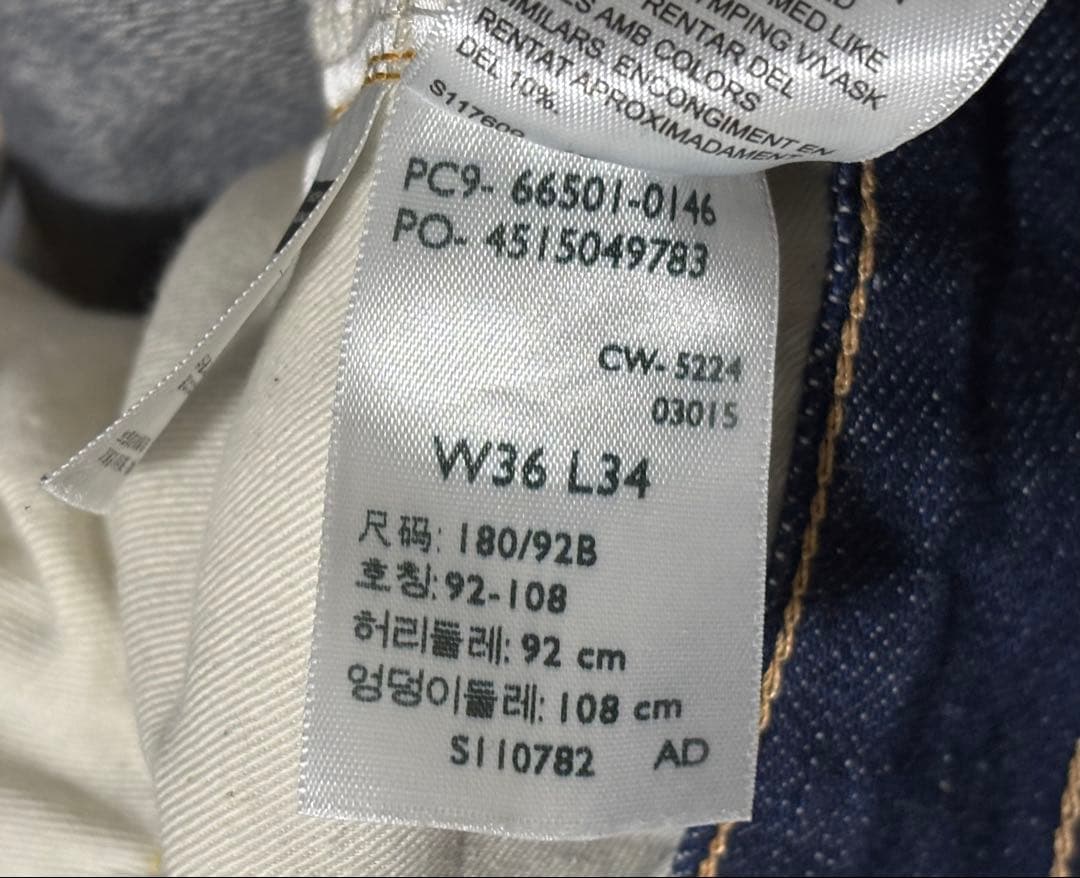 MED LIKE
MPING VIVASK
RENTAR DEL
AMB COLORS
SIMILARS. ENCONGIMENT EN
RENTAT APROXIMADAMENT
DEL 10%.
PC9- 66501-0146
PO- 4515049783
CW-5224
03015
W36 L34
尺码: 180/92B
호칭: 92-108
허리둘레: 92 cm
엉덩이둘레: 108 cm
S110782 AD